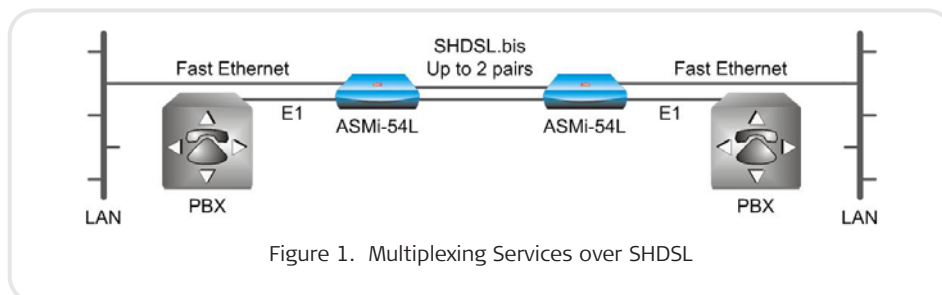 SHDSL.bis
Up to 2 pairs
Fast Ethernet
Fast Ethernet
E1
E1
ASMi-54L
ASMi-54L
PBX
PBX
LAN
LAN
Figure 1. Multiplexing Services over SHDSL